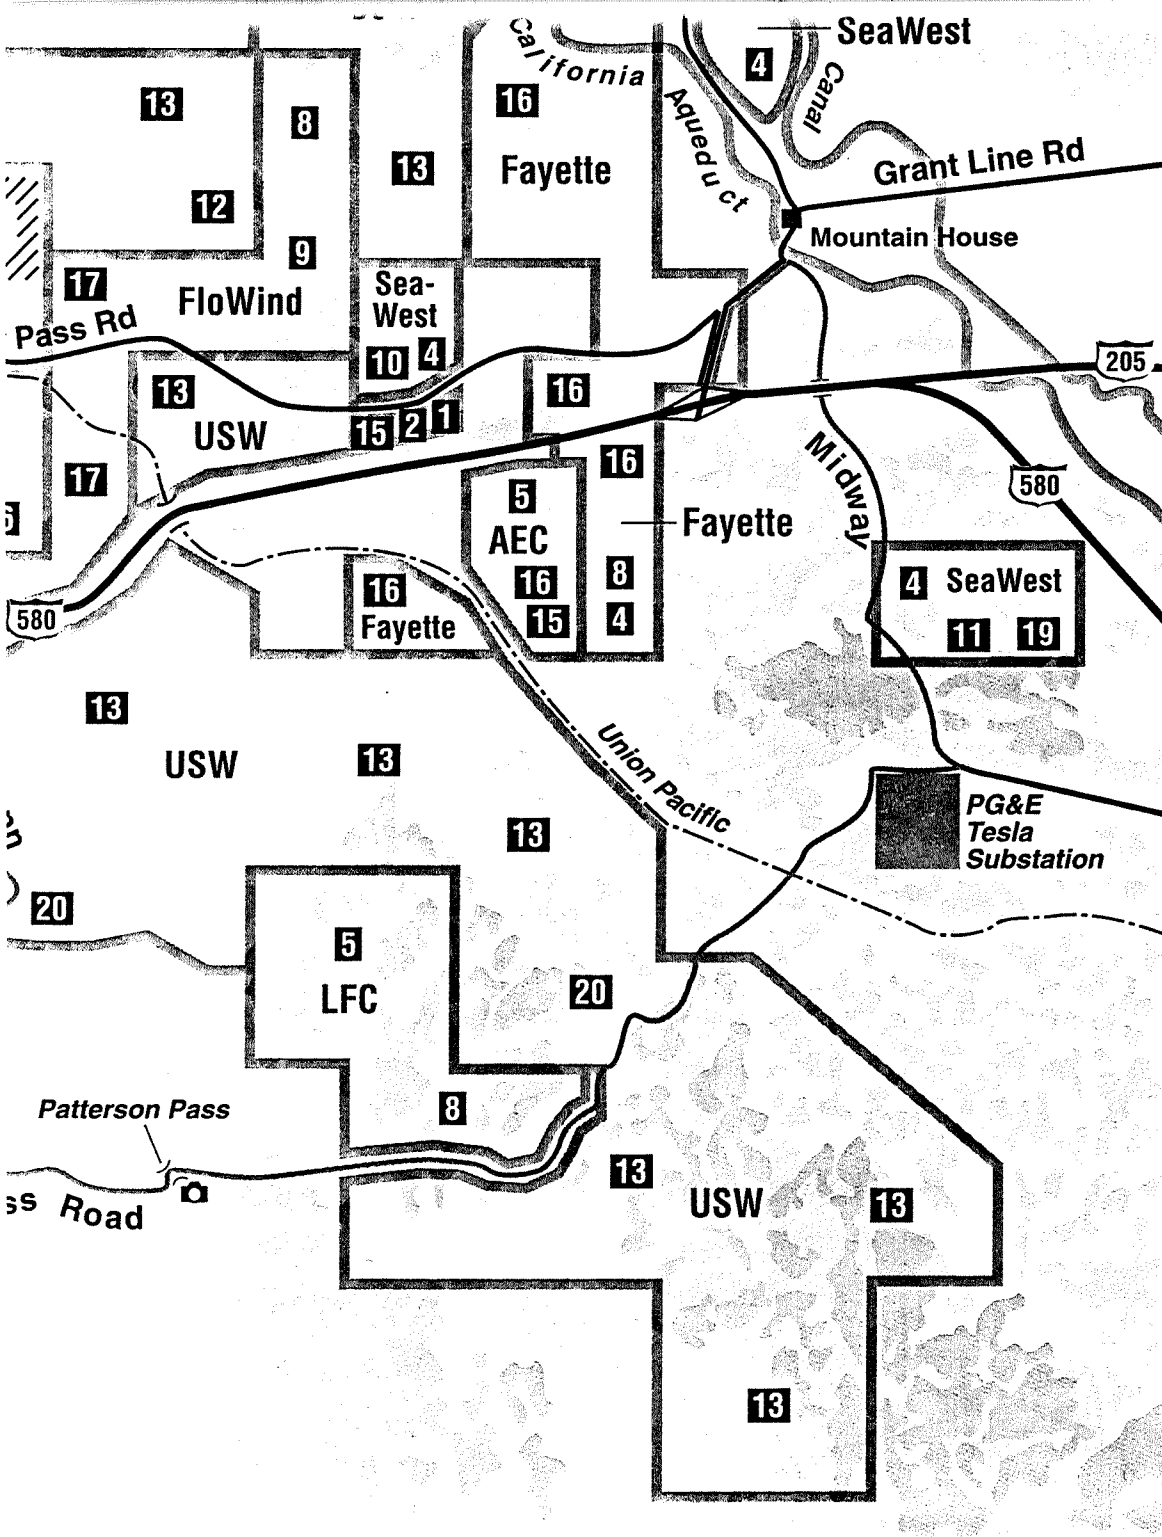 SeaWest
4
California
Aqueduct
Canal
13
8
16
13
Fayette
Grant Line Rd
12
9
Mountain House
17
FloWind
Sea-
West
Pass Rd
10
4
205
13
16
USW
15
2
1
17
16
Midway
580
5
AEC
Fayette
16
8
4
SeaWest
16
15
4
11
19
Fayette
580
13
USW
13
Union Pacific
13
PG&E
Tesla
Substation
20
5
LFC
20
8
Patterson Pass
13
USW
13
ss Road
13